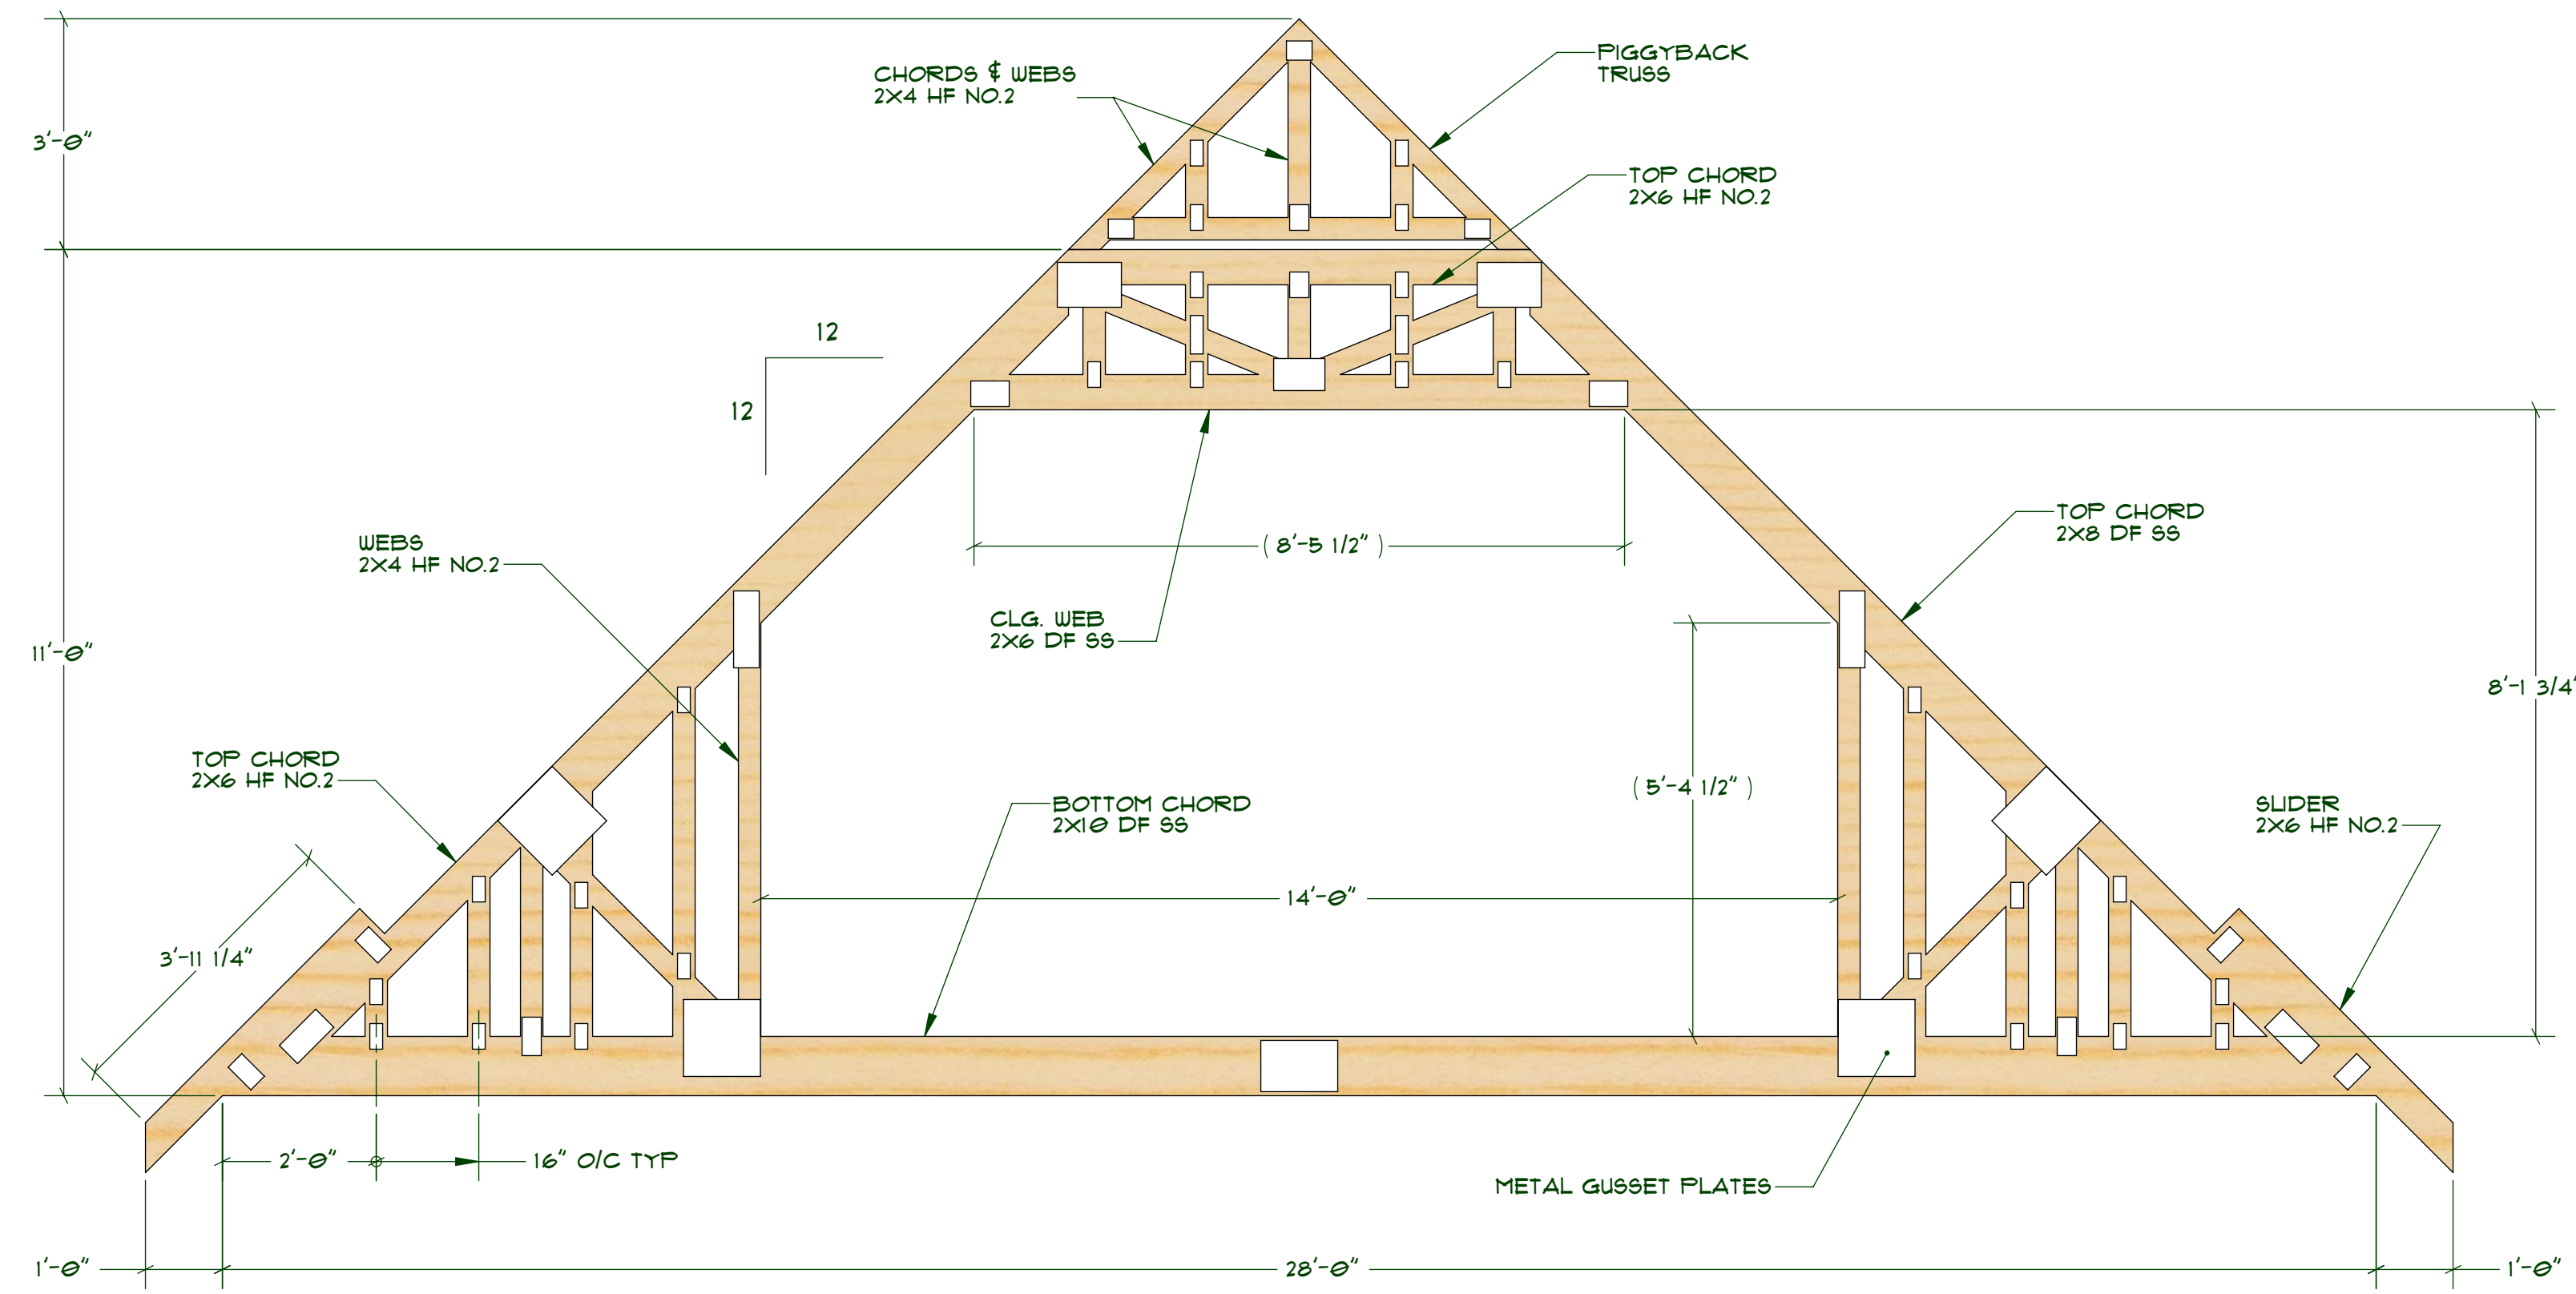 PIGGYBACK
TRUSS
CHORDS & WEBS
2X4 HF NO.2
3'-0"
TOP CHORD
2X6 HF NO.2
12
12
TOP CHORD
2X8 DF SS
WEBS
2X4 HF NO.2
( 8'-5 1/2" )
CLG. WEB
2X6 DF SS
11'-0"
8'-1 3/4"
TOP CHORD
2X6 HF NO.2
( 5'-4 1/2" )
BOTTOM CHORD
2X10 DF SS
SLIDER
2X6 HF NO.2
14'-0"
3'-11 1/4"
2'-0"
16" O/C TYP
METAL GUSSET PLATES
1'-0"
28'-0"
1'-0"